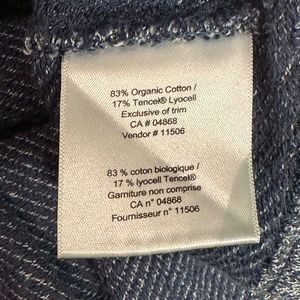 83% Organic Cotton /
17% Tencel® Lyocell
Exclusive of trim
CA # 04868
Vendor # 11506
83 % coton biologique /
17 % lyocell Tencel®
Garniture non comprise
CA n° 04868
Fournisseur n° 11506